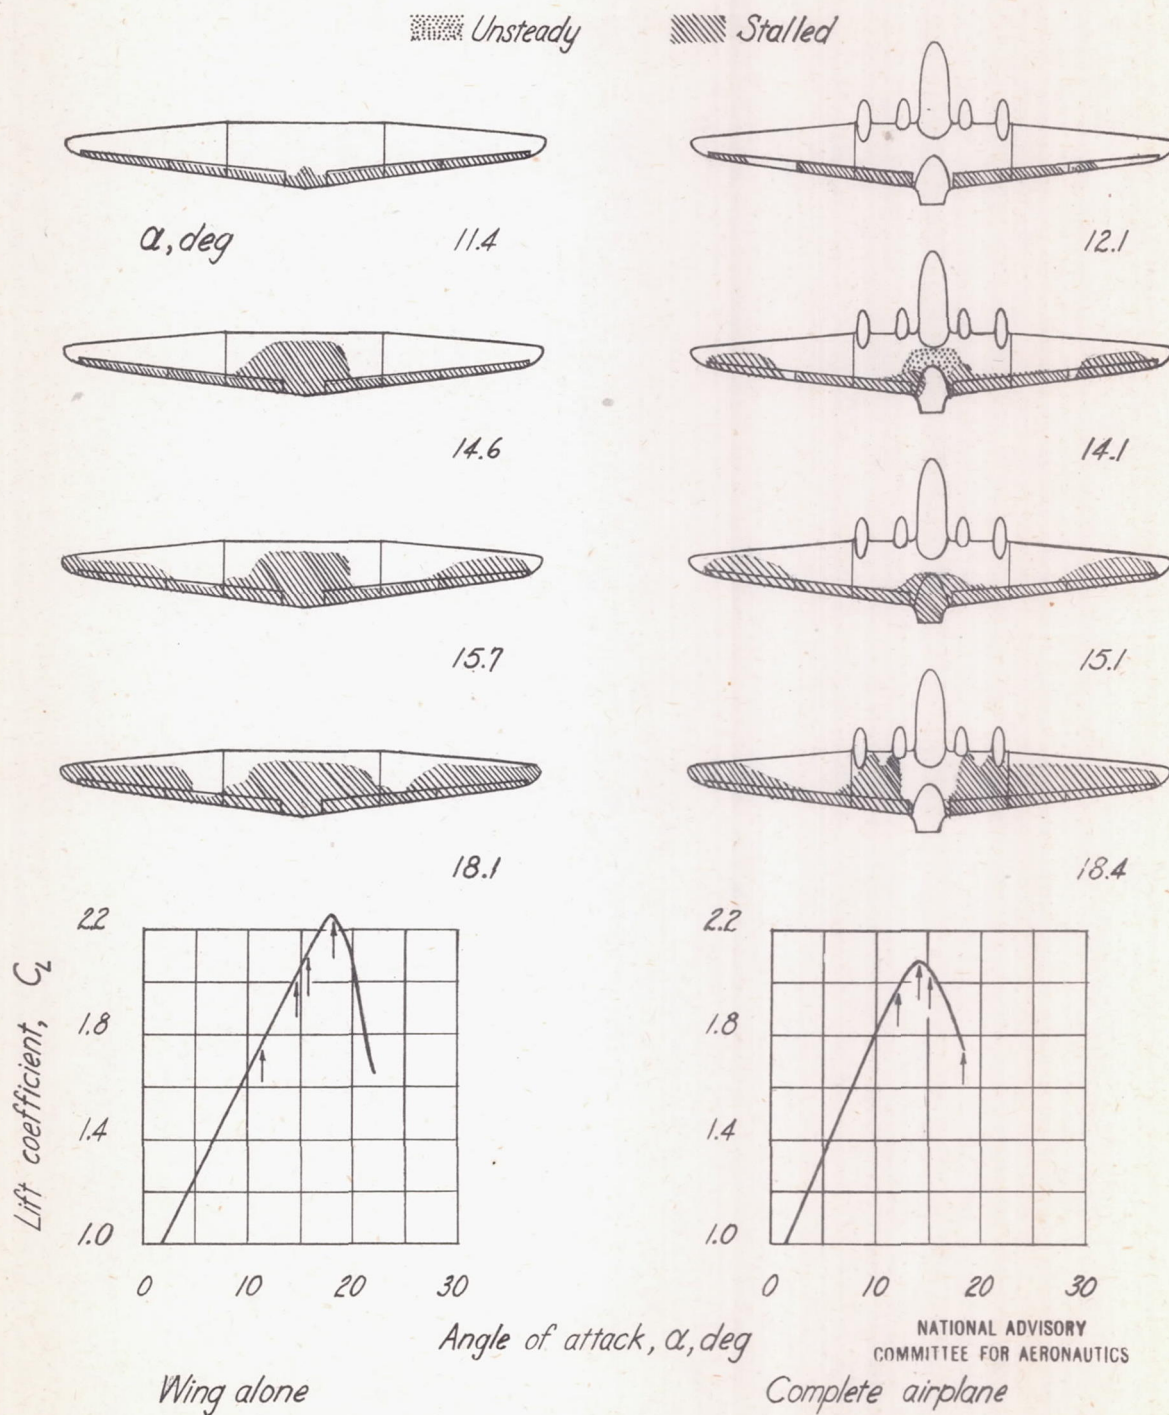 Unsteady Stalled
α, deg 11.4 12.1
14.6 14.1
15.7 15.1
18.1 18.4
Lift coefficient, C_L
2.2
1.8
1.4
1.0
0 10 20 30
2.2
1.8
1.4
1.0
0 10 20 30
Angle of attack, α, deg
NATIONAL ADVISORY
COMMITTEE FOR AERONAUTICS
Wing alone Complete airplane